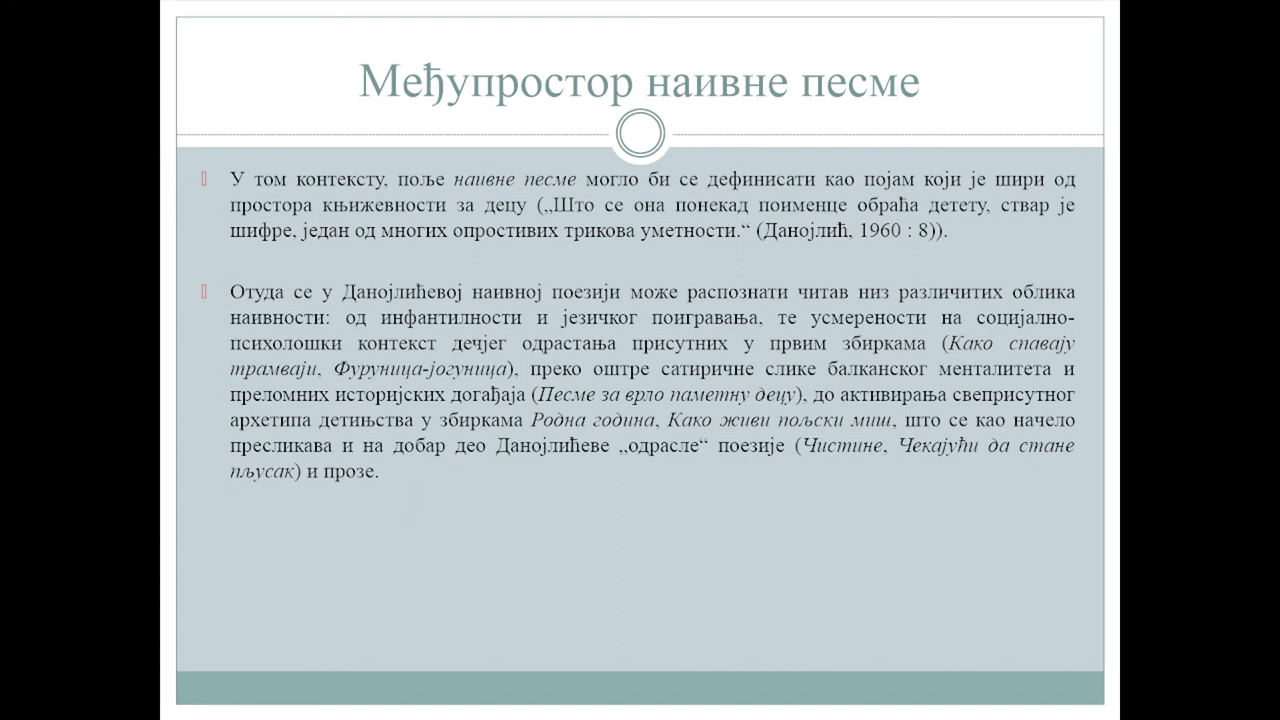 Међупростор наивне песме
У том контексту, поље наивне песме могло би се дефинисати као појам који је шири од
простора књижевности за децу („Што се она понекад поименце обраћа детету, ствар је
шифре, један од многих опростивих трикова уметности.“ (Данојлић, 1960 : 8)).
Отуда се у Данојлићевој наивној поезији може распознати читав низ различитих облика
наивности: од инфантилности и језичког поигравања, те усмерености на социјално-
психолошки контекст дечјег одрастања присутних у првим збиркама (Како спавају
трамваји, Фуруница-јогуница), преко оштре сатиричне слике балканског менталитета и
преломних историјских догађаја (Песме за врло паметну децу), до активирања свеприсутног
архетипа детињства у збиркама Родна година, Како живи пољски миш, што се као начело
пресликава и на добар део Данојлићеве „одрасле“ поезије (Чистине, Чекајући да стане
пљусак) и прозе.